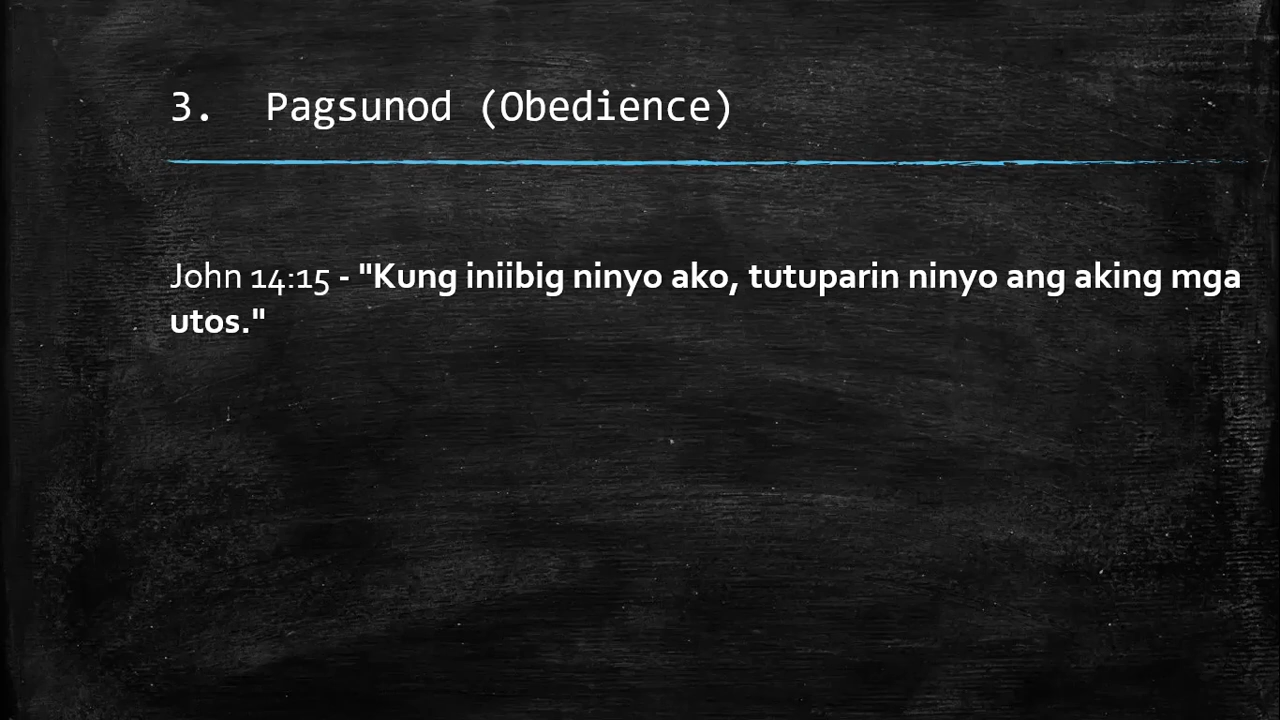 3. Pagsunod (Obedience)
John 14:15 - "Kung iniibig ninyo ako, tutuparin ninyo ang aking mga
utos."